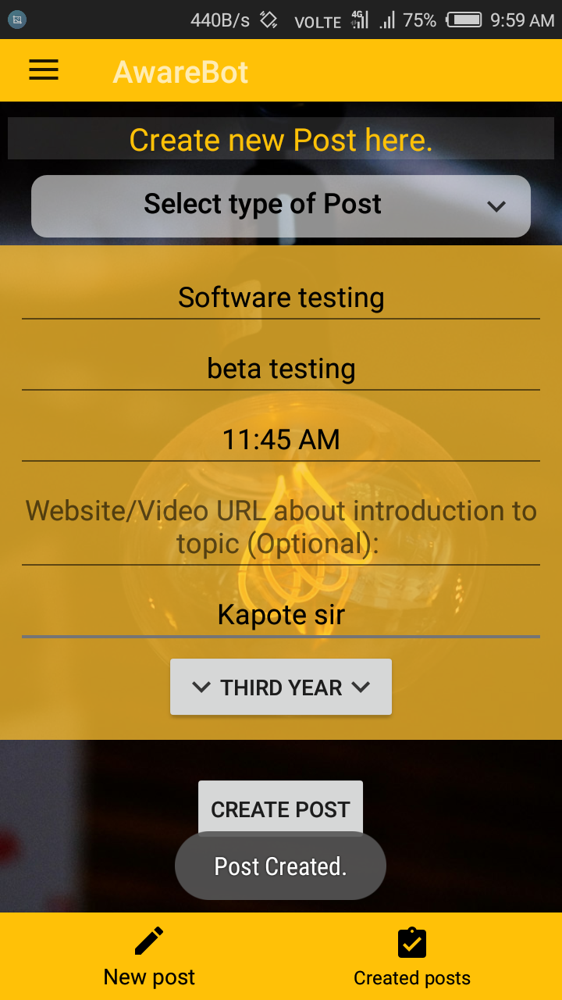 440B/s VOLTE 4G 75% 9:59 AM
AwareBot
Create new Post here.
Select type of Post
Software testing
beta testing
11:45 AM
Website/Video URL about introduction to
topic (Optional):
Kapote sir
THIRD YEAR
CREATE POST
Post Created.
New post
Created posts